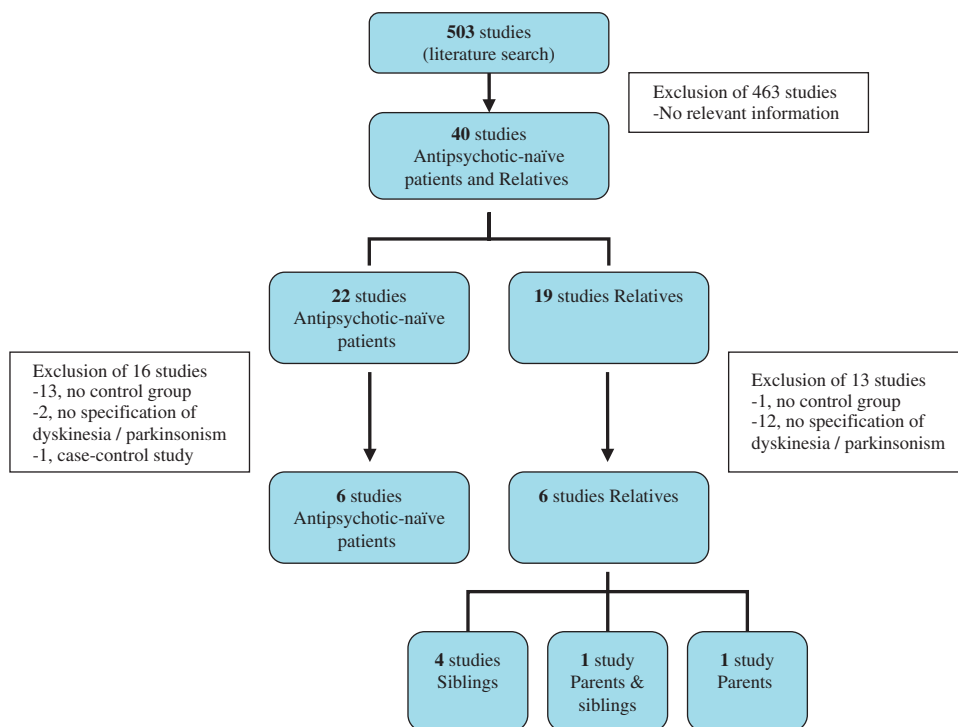 503 studies
(literature search)
Exclusion of 463 studies
-No relevant information
40 studies
Antipsychotic-naïve
patients and Relatives
22 studies
Antipsychotic-naïve
patients
19 studies Relatives
Exclusion of 16 studies
-13, no control group
-2, no specification of
dyskinesia / parkinsonism
-1, case-control study
Exclusion of 13 studies
-1, no control group
-12, no specification of
dyskinesia / parkinsonism
6 studies
Antipsychotic-naïve
patients
6 studies Relatives
4 studies
Siblings
1 study
Parents &
siblings
1 study
Parents